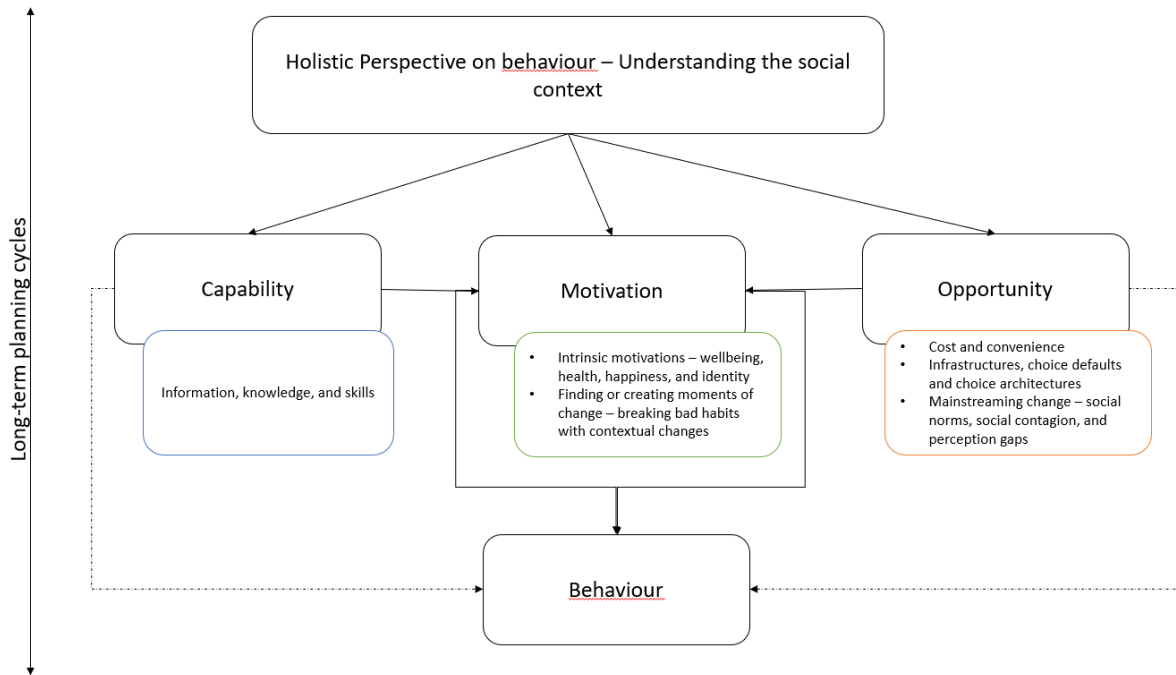 Holistic Perspective on behaviour – Understanding the social
context
Long-term planning cycles
Capability
Motivation
Opportunity
Information, knowledge, and skills
• Intrinsic motivations – wellbeing,
health, happiness, and identity
• Finding or creating moments of
change – breaking bad habits
with contextual changes
• Cost and convenience
• Infrastructures, choice defaults
and choice architectures
• Mainstreaming change – social
norms, social contagion, and
perception gaps
Behaviour